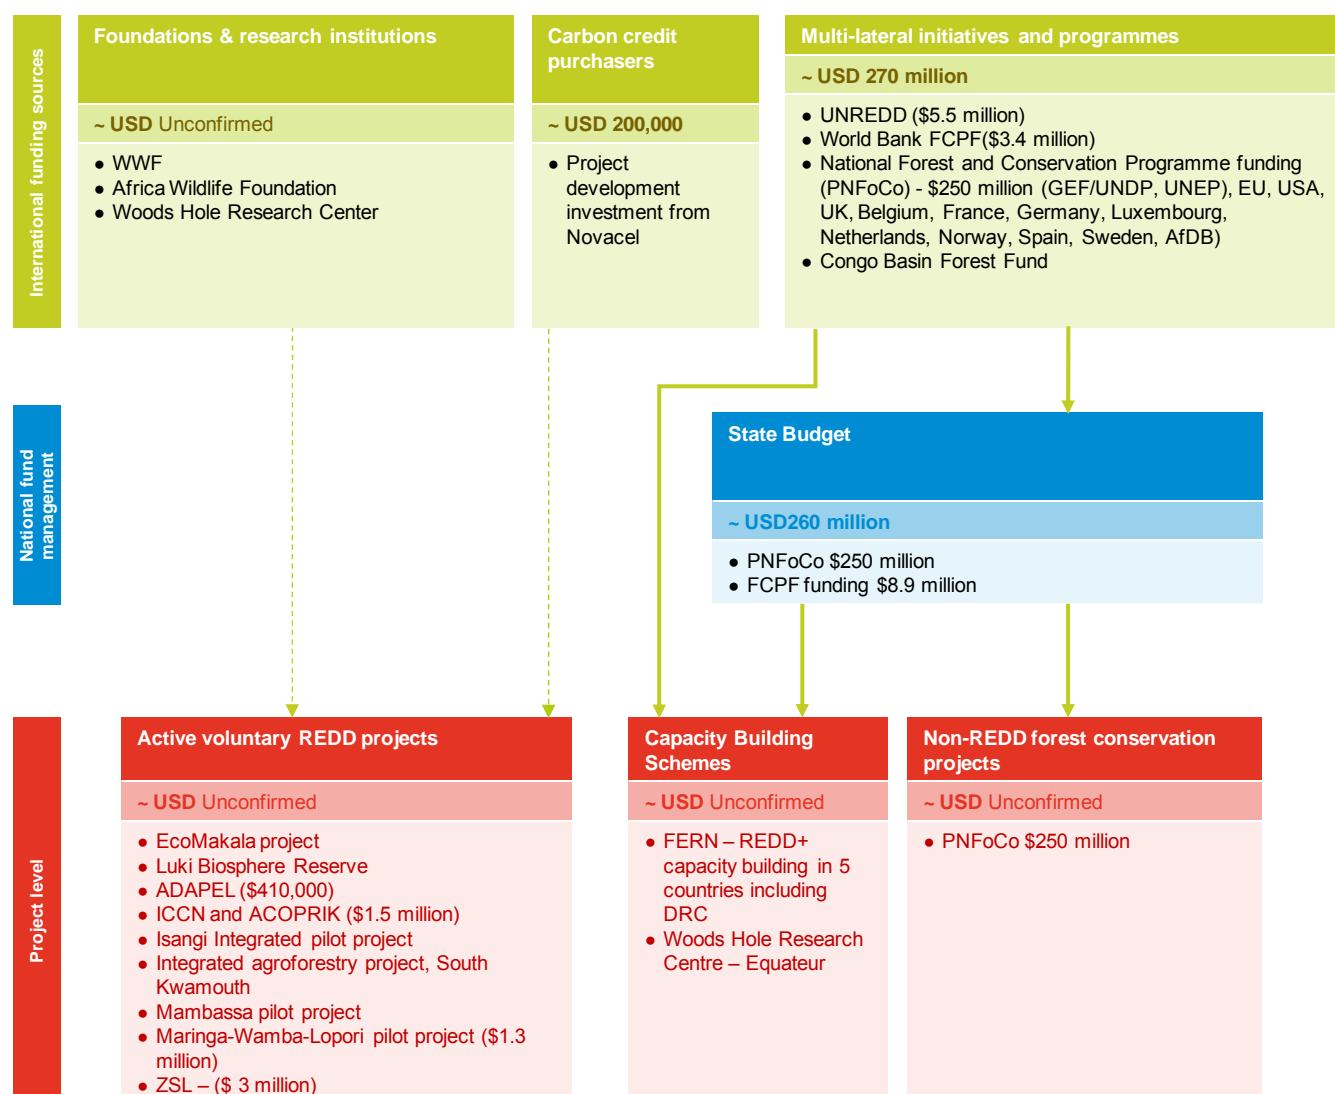 International funding sources
Foundations & research institutions
~ USD Unconfirmed
● WWF
● Africa Wildlife Foundation
● Woods Hole Research Center
Carbon credit
purchasers
~ USD 200,000
● Project
development
investment from
Novacel
Multi-lateral initiatives and programmes
~ USD 270 million
● UNREDD ($5.5 million)
● World Bank FCPF($3.4 million)
● National Forest and Conservation Programme funding
(PNFoCo) - $250 million (GEF/UNDP, UNEP), EU, USA,
UK, Belgium, France, Germany, Luxembourg,
Netherlands, Norway, Spain, Sweden, AfDB)
● Congo Basin Forest Fund
National fund
management
State Budget
~ USD260 million
● PNFoCo $250 million
● FCPF funding $8.9 million
Project level
Active voluntary REDD projects
~ USD Unconfirmed
● EcoMakala project
● Luki Biosphere Reserve
● ADAPEL ($410,000)
● ICCN and ACOPRIK ($1.5 million)
● Isangi Integrated pilot project
● Integrated agroforestry project, South
Kwamouth
● Mambassa pilot project
● Maringa-Wamba-Lopori pilot project ($1.3
million)
● ZSL – ($ 3 million)
Capacity Building
Schemes
~ USD Unconfirmed
● FERN – REDD+
capacity building in 5
countries including
DRC
● Woods Hole Research
Centre – Equateur
Non-REDD forest conservation
projects
~ USD Unconfirmed
● PNFoCo $250 million